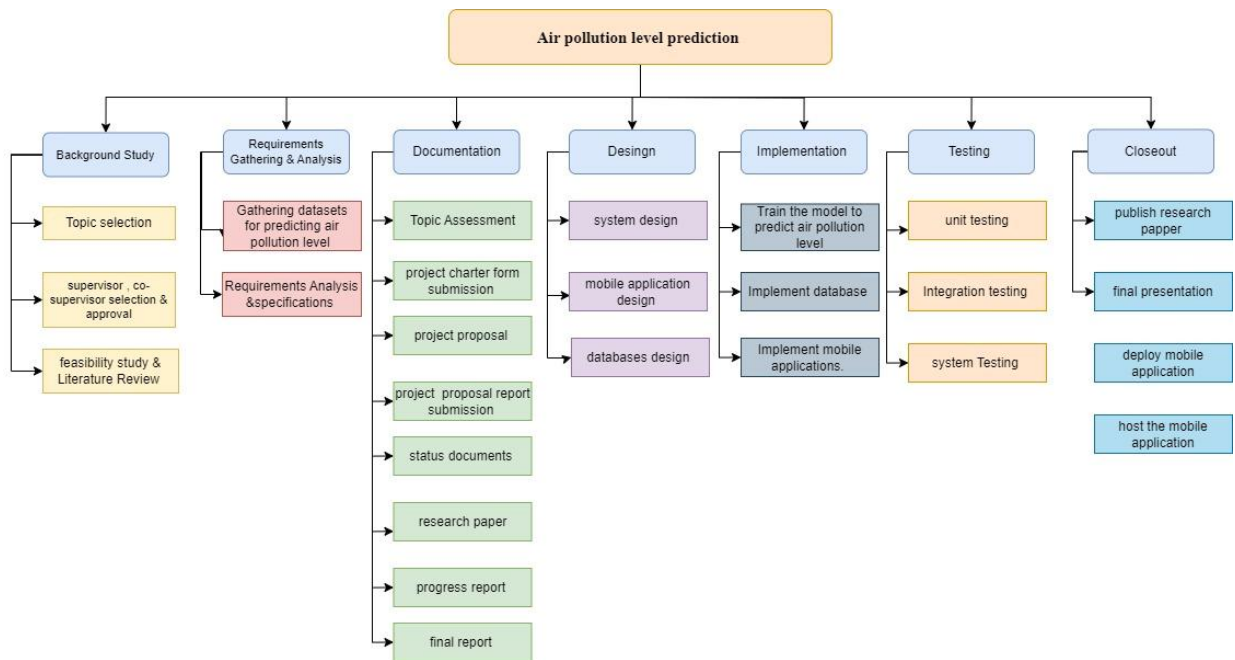 Air pollution level prediction
Background Study
Topic selection
supervisor , co-
supervisor selection &
approval
feasibility study &
Literature Review
Requirements
Gathering & Analysis
Gathering datasets
for predicting air
pollution level
Requirements Analysis
&specifications
Documentation
Topic Assessment
project charter form
submission
project proposal
project proposal report
submission
status documents
research paper
progress report
final report
Desingn
system design
mobile application
design
databases design
Implementation
Train the model to
predict air pollution
level
Implement database
Implement mobile
applications.
Testing
unit testing
Integration testing
system Testing
Closeout
publish research
papper
final presentation
deploy mobile
application
host the mobile
application